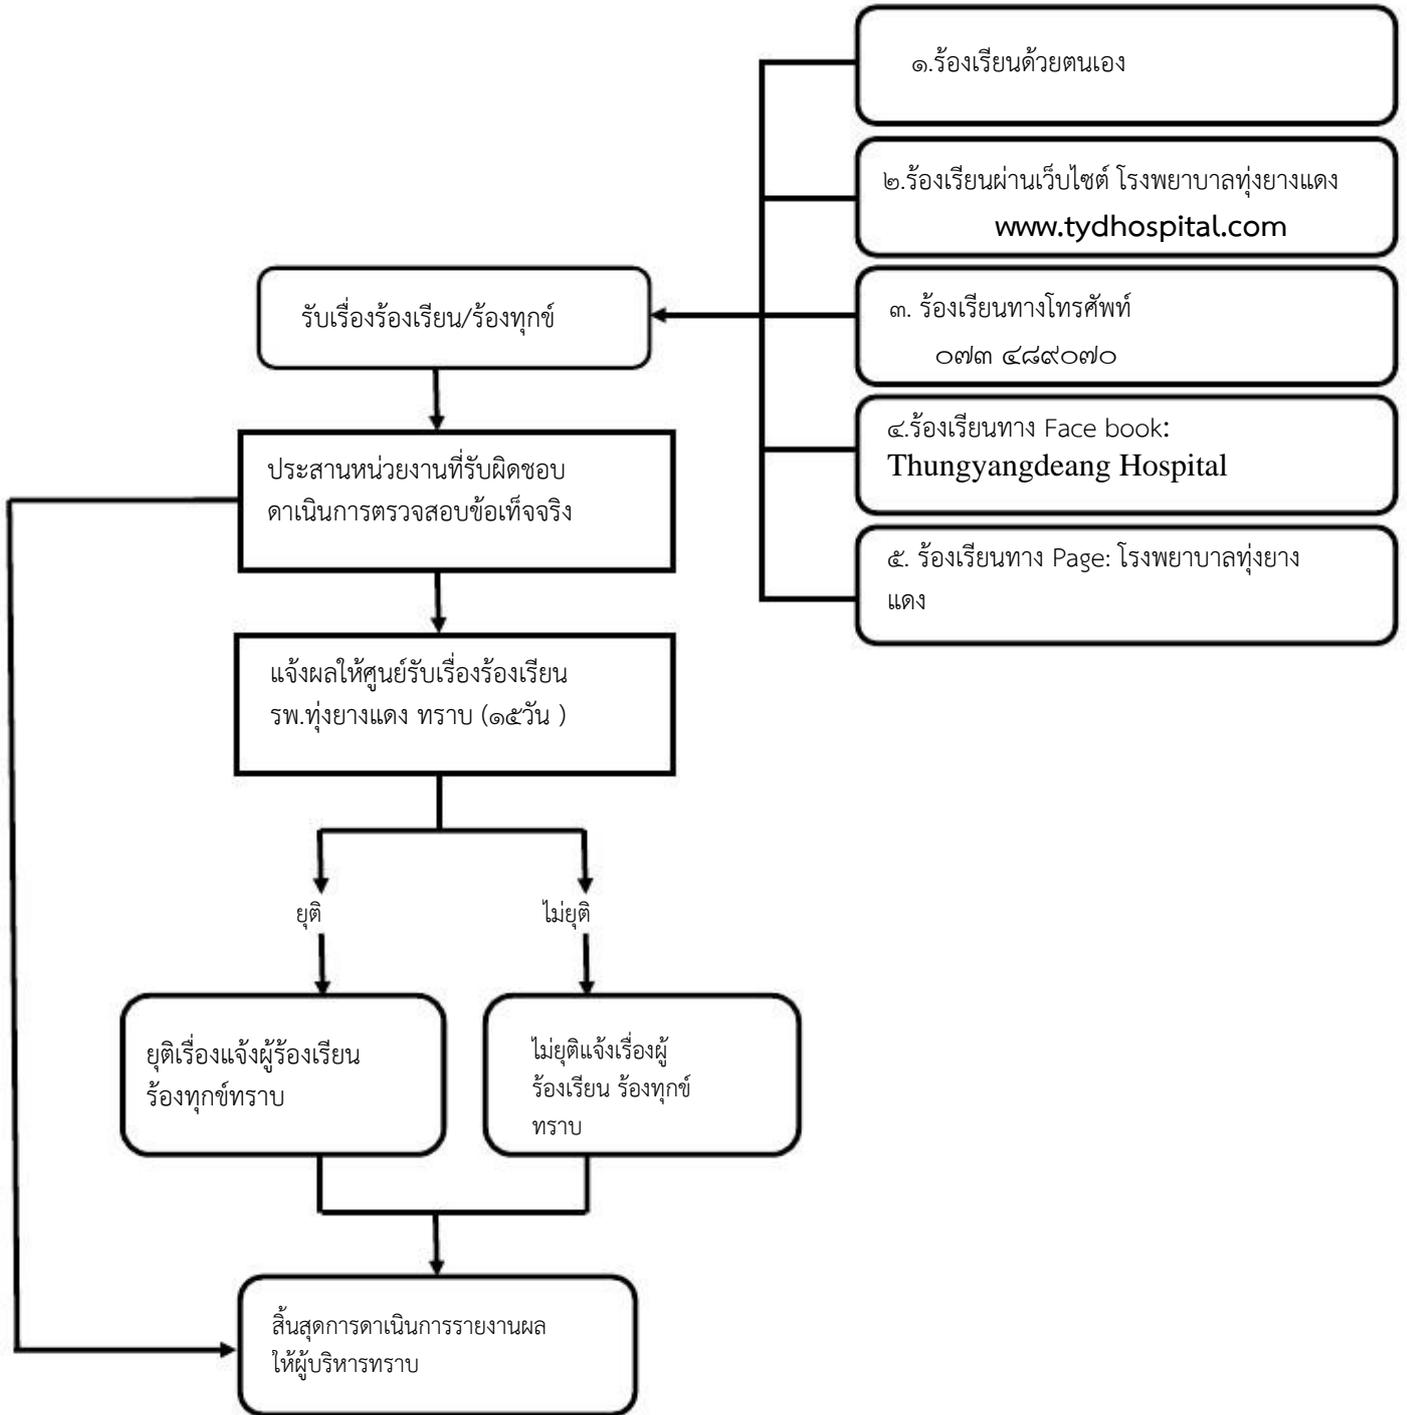 ๑.ร้องเรียนด้วยตนเอง
๒.ร้องเรียนผ่านเว็บไซต์ โรงพยาบาลทุ่งยางแดง
www.tydhospital.com
รับเรื่องร้องเรียน/ร้องทุกข์
๓. ร้องเรียนทางโทรศัพท์
๐๗๓ ๔๘๙๐๗๐
๔.ร้องเรียนทาง Face book:
Thungyangdeang Hospital
๕. ร้องเรียนทาง Page: โรงพยาบาลทุ่งยาง
แดง
ประสานหน่วยงานที่รับผิดชอบ
ดาเนินการตรวจสอบข้อเท็จจริง
แจ้งผลให้ศูนย์รับเรื่องร้องเรียน
รพ.ทุ่งยางแดง ทราบ (๑๕วัน )
ยุติ
ไม่ยุติ
ยุติเรื่องแจ้งผู้ร้องเรียน
ร้องทุกข์ทราบ
ไม่ยุติแจ้งเรื่องผู้
ร้องเรียน ร้องทุกข์
ทราบ
สิ้นสุดการดาเนินการรายงานผล
ให้ผู้บริหารทราบ